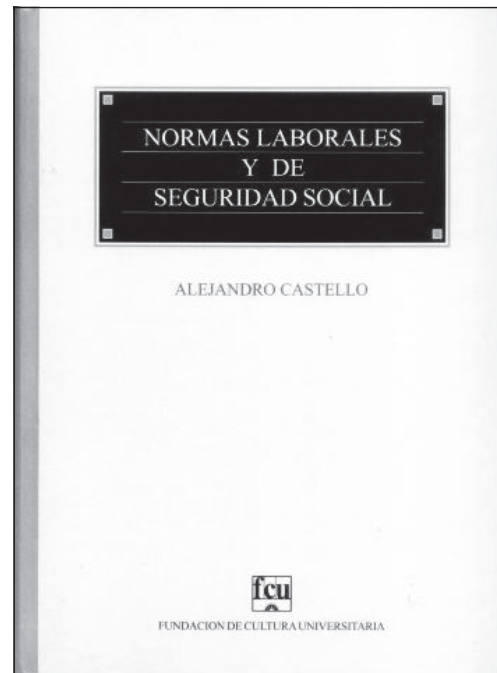 NORMAS LABORALES
Y DE
SEGURIDAD SOCIAL
ALEJANDRO CASTELLO
fcu
FUNDACION DE CULTURA UNIVERSITARIA